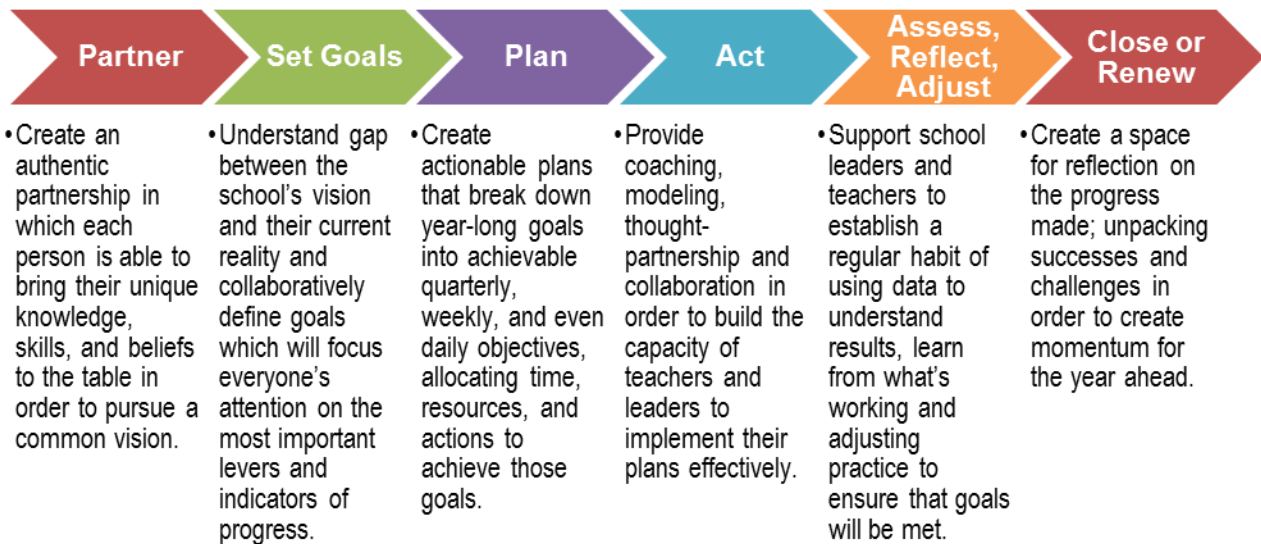 Partner
Set Goals
Plan
Act
Assess,
Reflect,
Adjust
Close or
Renew
•Create an
authentic
partnership in
which each
person is able to
bring their unique
knowledge,
skills, and beliefs
to the table in
order to pursue a
common vision.
•Understand gap
between the
school’s vision
and their current
reality and
collaboratively
define goals
which will focus
everyone’s
attention on the
most important
levers and
indicators of
progress.
•Create
actionable plans
that break down
year-long goals
into achievable
quarterly,
weekly, and even
daily objectives,
allocating time,
resources, and
actions to
achieve those
goals.
•Provide
coaching,
modeling,
thought-
partnership and
collaboration in
order to build the
capacity of
teachers and
leaders to
implement their
plans effectively.
•Support school
leaders and
teachers to
establish a
regular habit of
using data to
understand
results, learn
from what’s
working and
adjusting
practice to
ensure that goals
will be met.
•Create a space
for reflection on
the progress
made; unpacking
successes and
challenges in
order to create
momentum for
the year ahead.